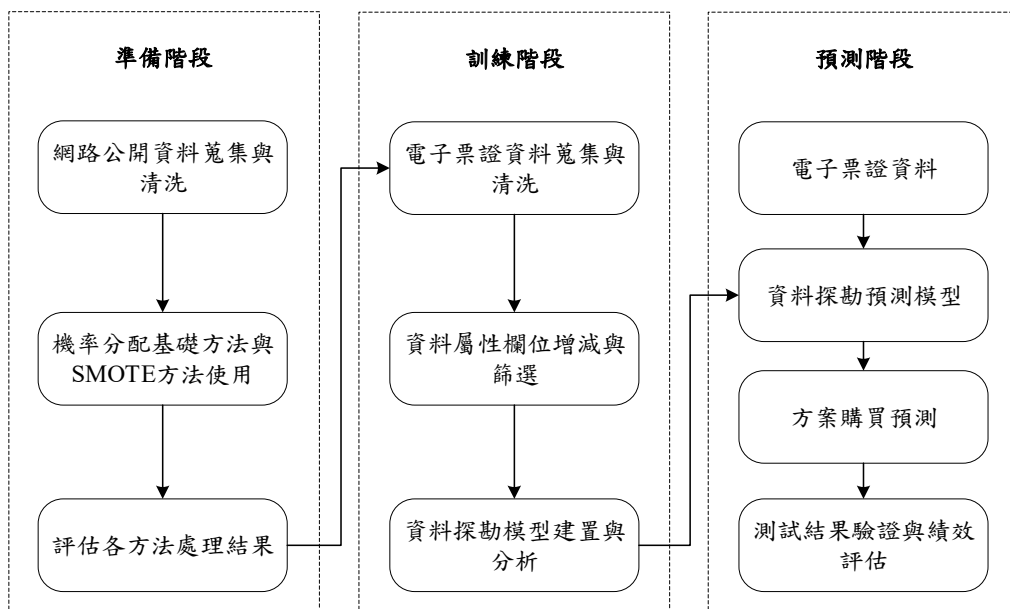 準備階段
網路公開資料蒐集與
清洗
機率分配基礎方法與
SMOTE方法使用
評估各方法處理結果
訓練階段
電子票證資料蒐集與
清洗
資料屬性欄位增減與
篩選
資料探勘模型建置與
分析
預測階段
電子票證資料
資料探勘預測模型
方案購買預測
測試結果驗證與績效
評估